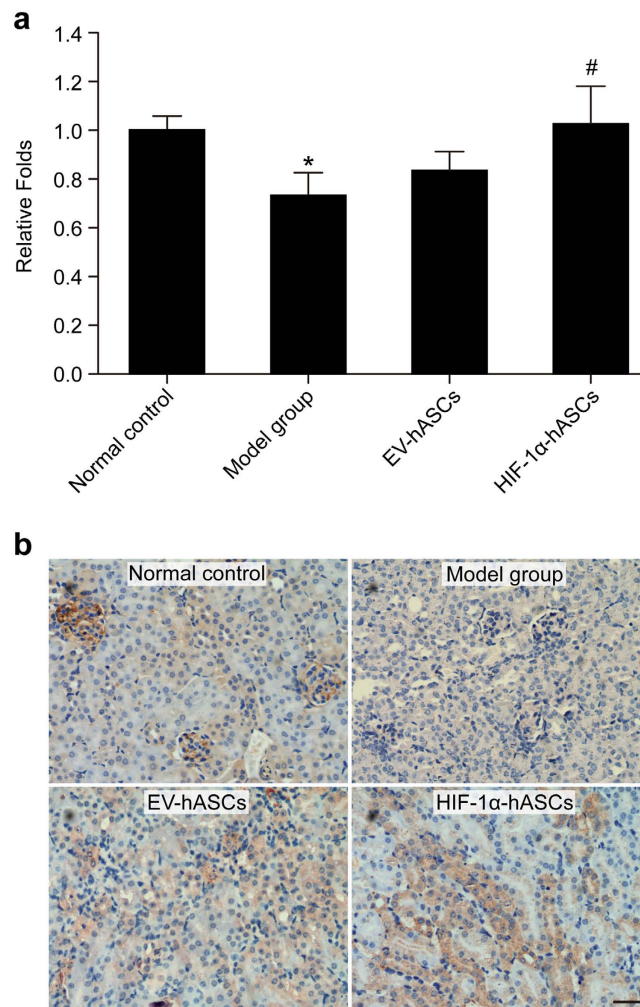 a
1.4
1.2
1.0
0.8
0.6
0.4
0.2
0.0
Relative Folds
*
#
Normal control
Model group
EV-hASCs
HIF-1α-hASCs
b
Normal control
Model group
EV-hASCs
HIF-1α-hASCs